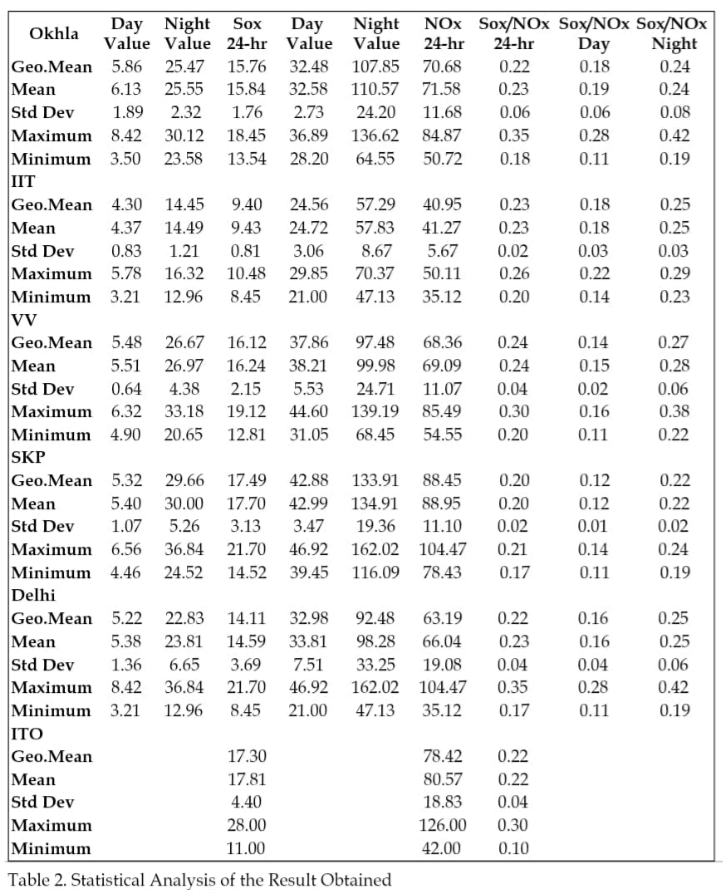 Okhla Day Value Night Value Sox 24-hr Day Value Night Value NOx 24-hr Sox/NOx 24-hr Sox/NOx Day Sox/NOx Night
Geo.Mean 5.86 25.47 15.76 32.48 107.85 70.68 0.22 0.18 0.24
Mean 6.13 25.55 15.84 32.58 110.57 71.58 0.23 0.19 0.24
Std Dev 1.89 2.32 1.76 2.73 24.20 11.68 0.06 0.06 0.08
Maximum 8.42 30.12 18.45 36.89 136.62 84.87 0.35 0.28 0.42
Minimum 3.50 23.58 13.54 28.20 64.55 50.72 0.18 0.11 0.19
IIT
Geo.Mean 4.30 14.45 9.40 24.56 57.29 40.95 0.23 0.18 0.25
Mean 4.37 14.49 9.43 24.72 57.83 41.27 0.23 0.18 0.25
Std Dev 0.83 1.21 0.81 3.06 8.67 5.67 0.02 0.03 0.03
Maximum 5.78 16.32 10.48 29.85 70.37 50.11 0.26 0.22 0.29
Minimum 3.21 12.96 8.45 21.00 47.13 35.12 0.20 0.14 0.23
VV
Geo.Mean 5.48 26.67 16.12 37.86 97.48 68.36 0.24 0.14 0.27
Mean 5.51 26.97 16.24 38.21 99.98 69.09 0.24 0.15 0.28
Std Dev 0.64 4.38 2.15 5.53 24.71 11.07 0.04 0.02 0.06
Maximum 6.32 33.18 19.12 44.60 139.19 85.49 0.30 0.16 0.38
Minimum 4.90 20.65 12.81 31.05 68.45 54.55 0.20 0.11 0.22
SKP
Geo.Mean 5.32 29.66 17.49 42.88 133.91 88.45 0.20 0.12 0.22
Mean 5.40 30.00 17.70 42.99 134.91 88.95 0.20 0.12 0.22
Std Dev 1.07 5.26 3.13 3.47 19.36 11.10 0.02 0.01 0.02
Maximum 6.56 36.84 21.70 46.92 162.02 104.47 0.21 0.14 0.24
Minimum 4.46 24.52 14.52 39.45 116.09 78.43 0.17 0.11 0.19
Delhi
Geo.Mean 5.22 22.83 14.11 32.98 92.48 63.19 0.22 0.16 0.25
Mean 5.38 23.81 14.59 33.81 98.28 66.04 0.23 0.16 0.25
Std Dev 1.36 6.65 3.69 7.51 33.25 19.08 0.04 0.04 0.06
Maximum 8.42 36.84 21.70 46.92 162.02 104.47 0.35 0.28 0.42
Minimum 3.21 12.96 8.45 21.00 47.13 35.12 0.17 0.11 0.19
ITO
Geo.Mean 17.30 78.42 0.22
Mean 17.81 80.57 0.22
Std Dev 4.40 18.83 0.04
Maximum 28.00 126.00 0.30
Minimum 11.00 42.00 0.10
Table 2. Statistical Analysis of the Result Obtained